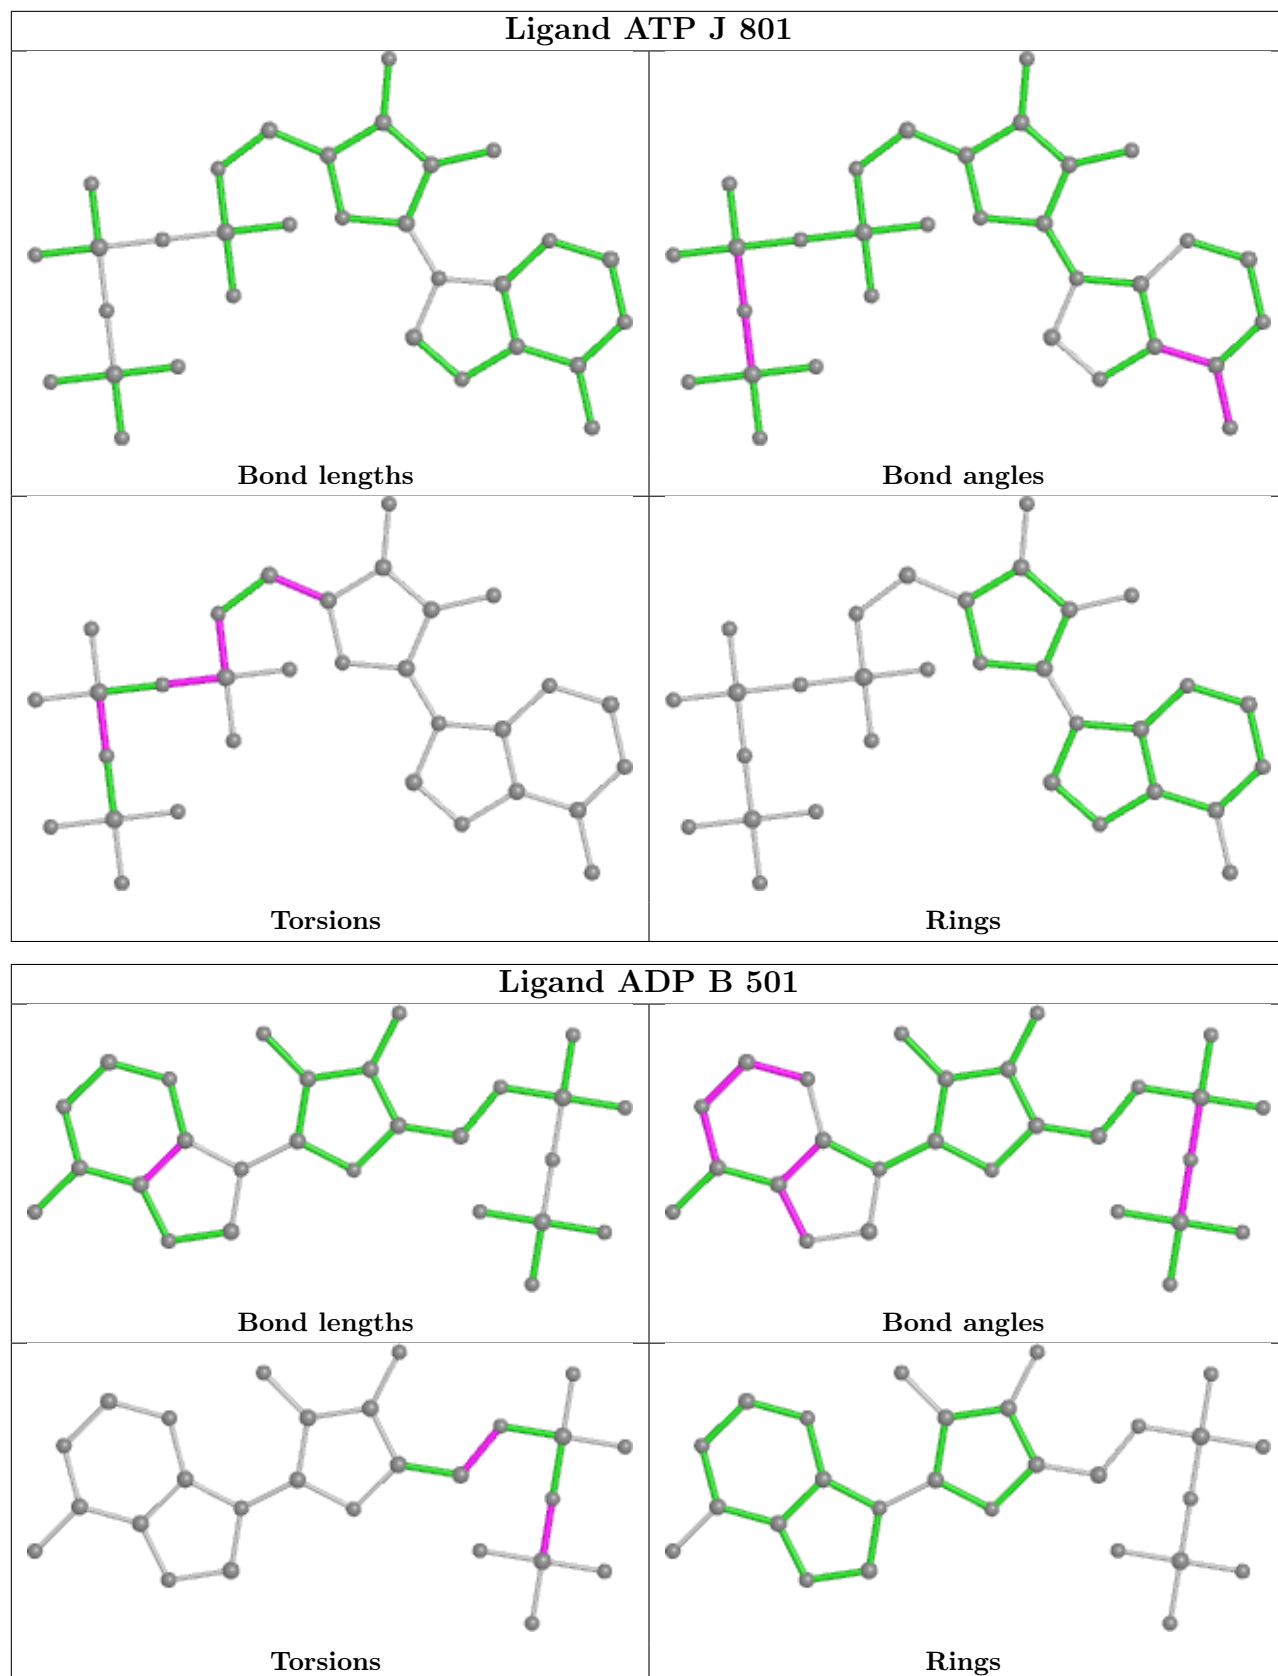 Ligand ATP J 801
Bond lengths
Bond angles
Torsions
Rings
Ligand ADP B 501
Bond lengths
Bond angles
Torsions
Rings